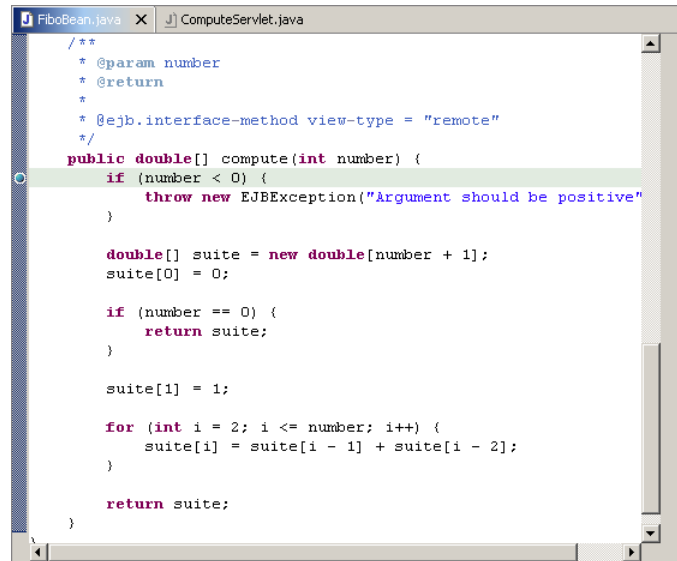 FiboBean.java ComputeServlet.java
/**
* @param number
* @return
*
* @ejb.interface-method view-type = "remote"
*/
public double[] compute(int number) {
if (number < 0) {
throw new EJBException("Argument should be positive"
}
double[] suite = new double[number + 1];
suite[0] = 0;
if (number == 0) {
return suite;
}
suite[1] = 1;
for (int i = 2; i <= number; i++) {
suite[i] = suite[i - 1] + suite[i - 2];
}
return suite;
}